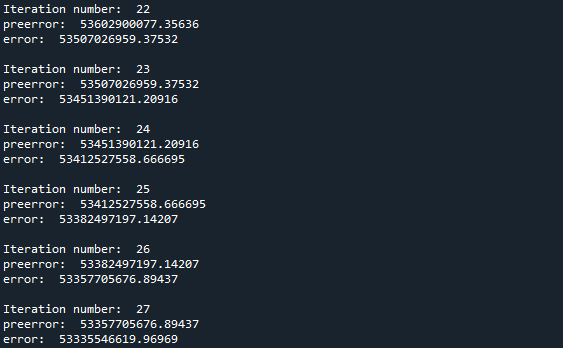 Iteration number:  22
preerror:  53602900077.35636
error:  53507026959.37532
Iteration number:  23
preerror:  53507026959.37532
error:  53451390121.20916
Iteration number:  24
preerror:  53451390121.20916
error:  53412527558.666695
Iteration number:  25
preerror:  53412527558.666695
error:  53382497197.14207
Iteration number:  26
preerror:  53382497197.14207
error:  53357705676.89437
Iteration number:  27
preerror:  53357705676.89437
error:  53335546619.96969